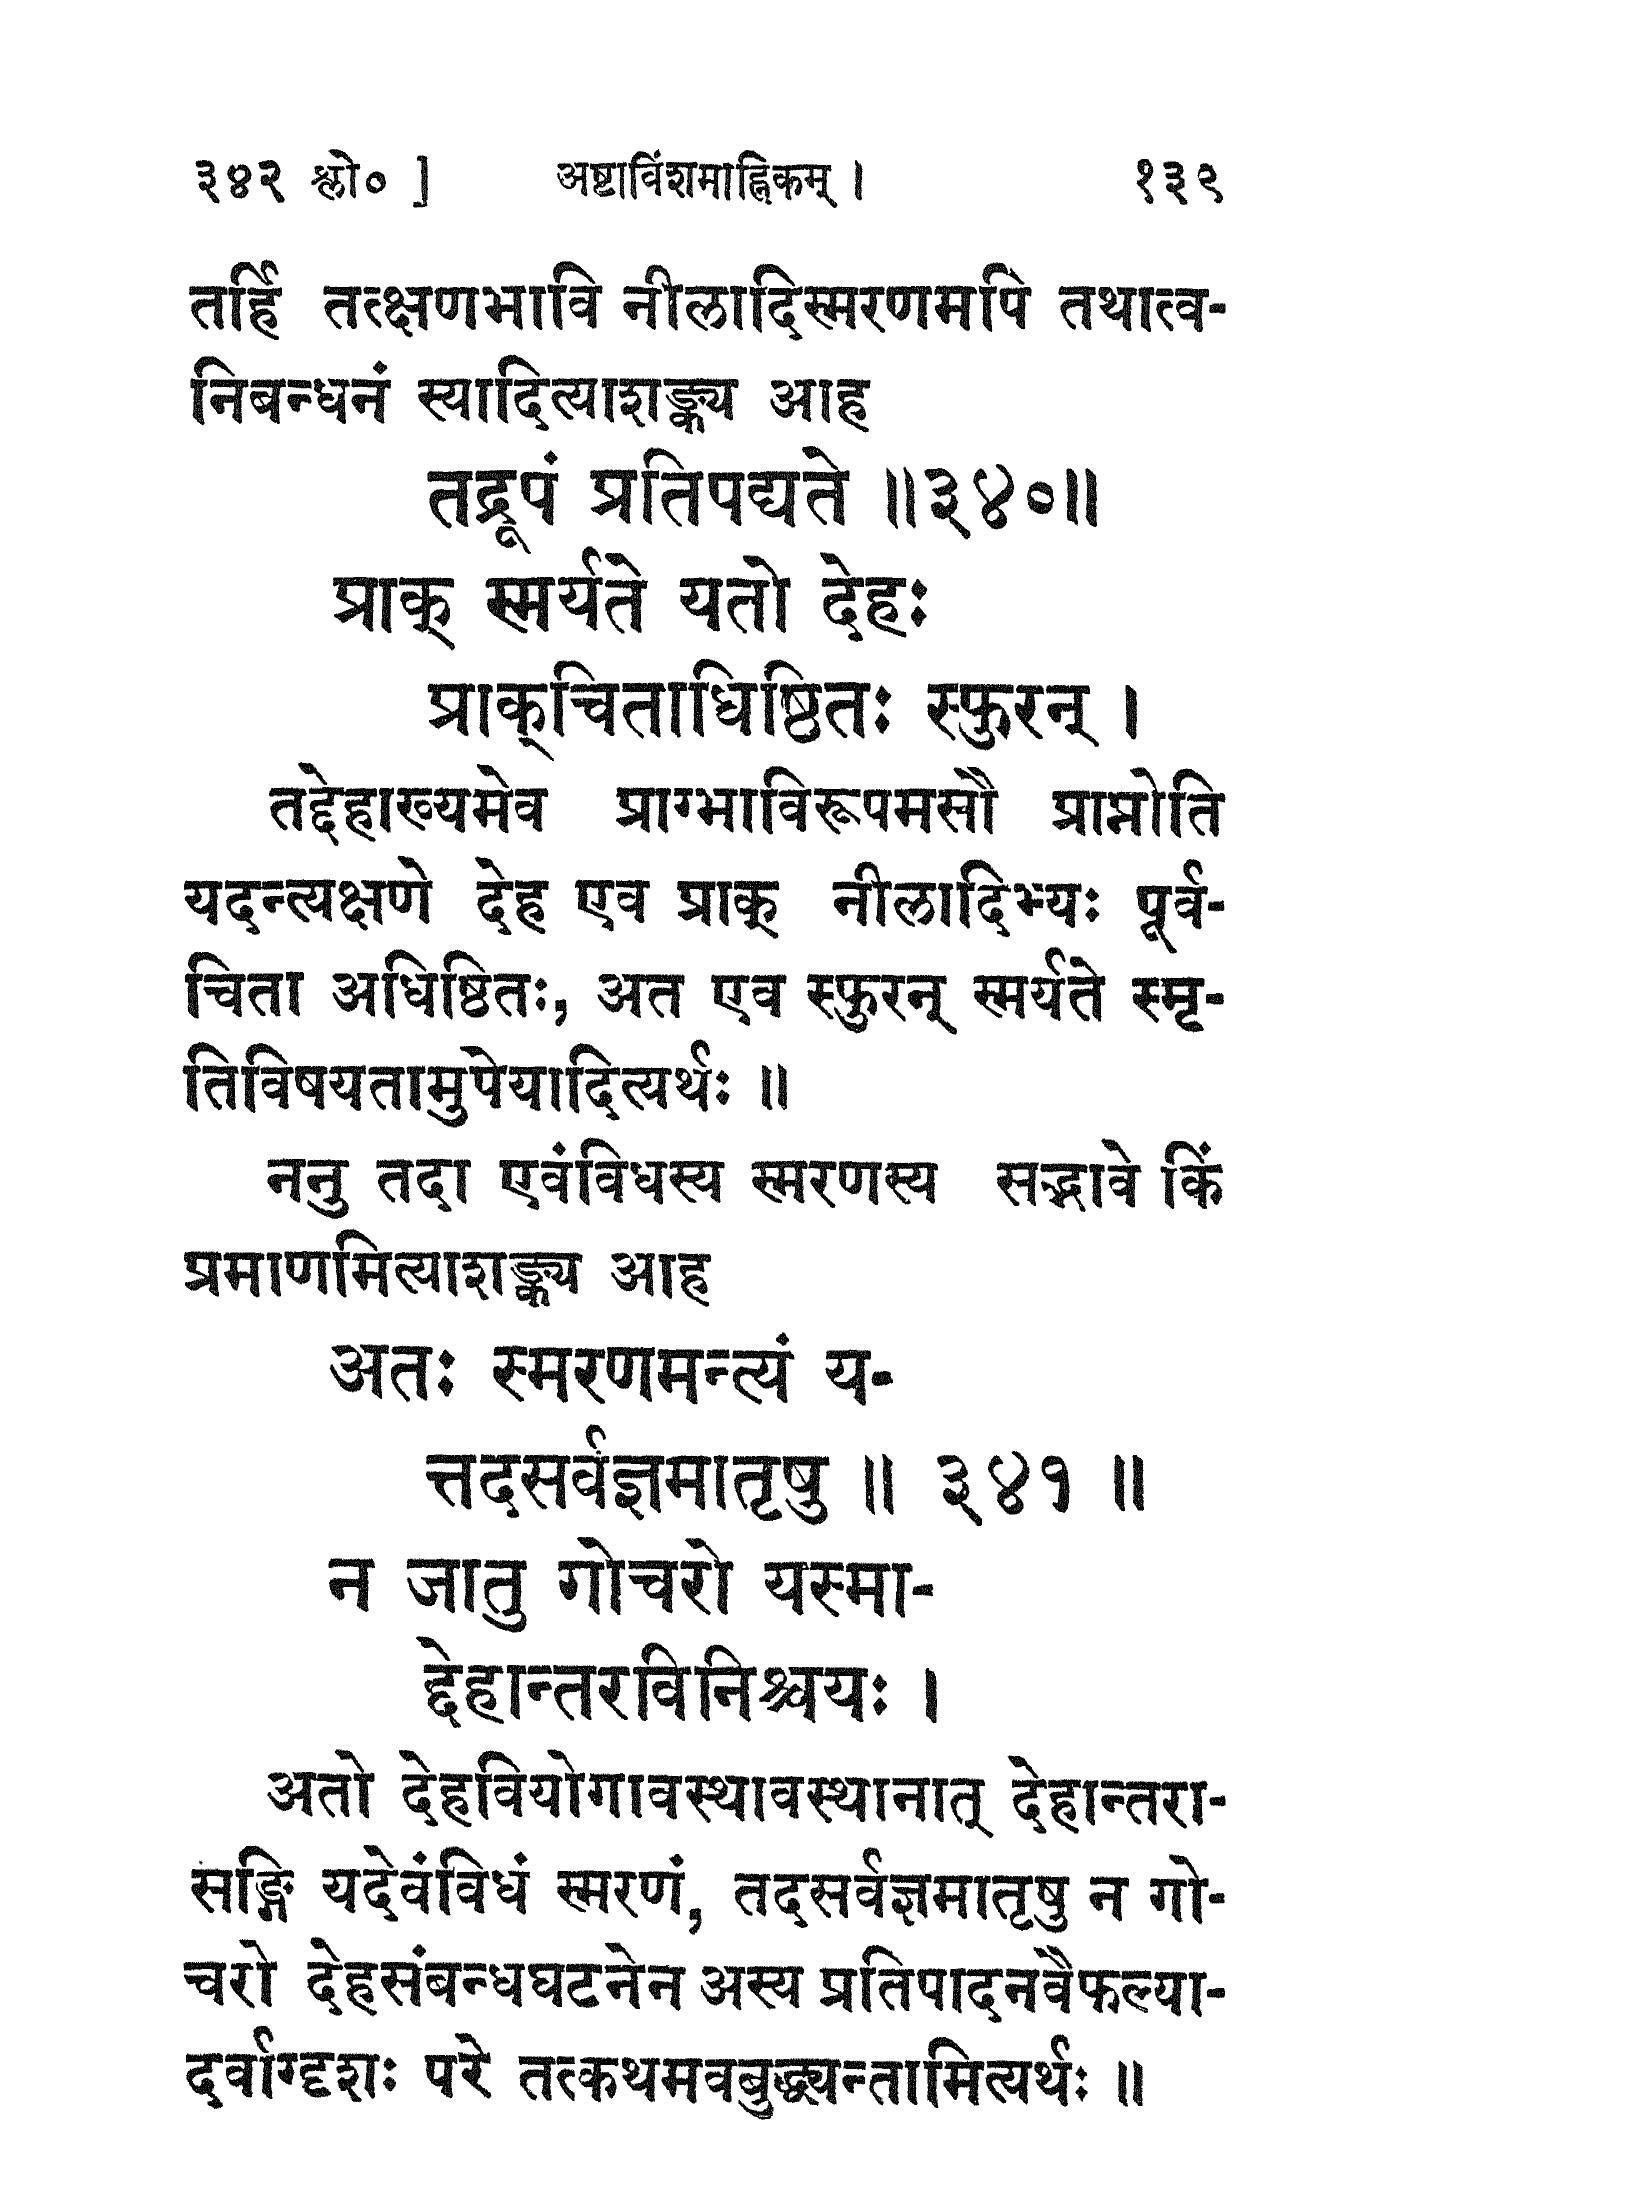 ३४२ श्लो० ] अष्टाविंशमाह्निकम् । १३९
तर्हि तत्क्षणभावि नीलादिस्मरणमपि तथात्व-
निबन्धनं स्यादित्याशङ्क्य आह
तद्रूपं प्रतिपद्यते ॥३४०॥
प्राक् स्मर्यते यतो देहः
प्राक्चिताधिष्ठितः स्फुरन् ।
तद्देहाख्यमेव प्राग्भाविरूपमसौ प्राप्नोति
यदन्त्यक्षणे देह एव प्राक् नीलादिभ्यः पूर्व-
चिता अधिष्ठितः, अत एव स्फुरन् स्मर्यते स्मृ-
तिविषयतामुपेयादित्यर्थः ॥
ननु तदा एवंविधस्य स्मरणस्य सद्भावे किं
प्रमाणमित्याशङ्क्य आह
अतः स्मरणमन्त्यं य-
त्तदसर्वज्ञमातृषु ॥ ३४१ ॥
न जातु गोचरो यस्मा-
द्देहान्तरविनिश्चयः ।
अतो देहवियोगावस्थावस्थानात् देहान्तरा-
सङ्गि यदेवंविधं स्मरणं, तदसर्वज्ञमातृषु न गो-
चरो देहसंबन्धघटनेन अस्य प्रतिपादनवैफल्या-
दर्वाग्दृशः परे तत्कथमवबुद्ध्यन्तामित्यर्थः ॥